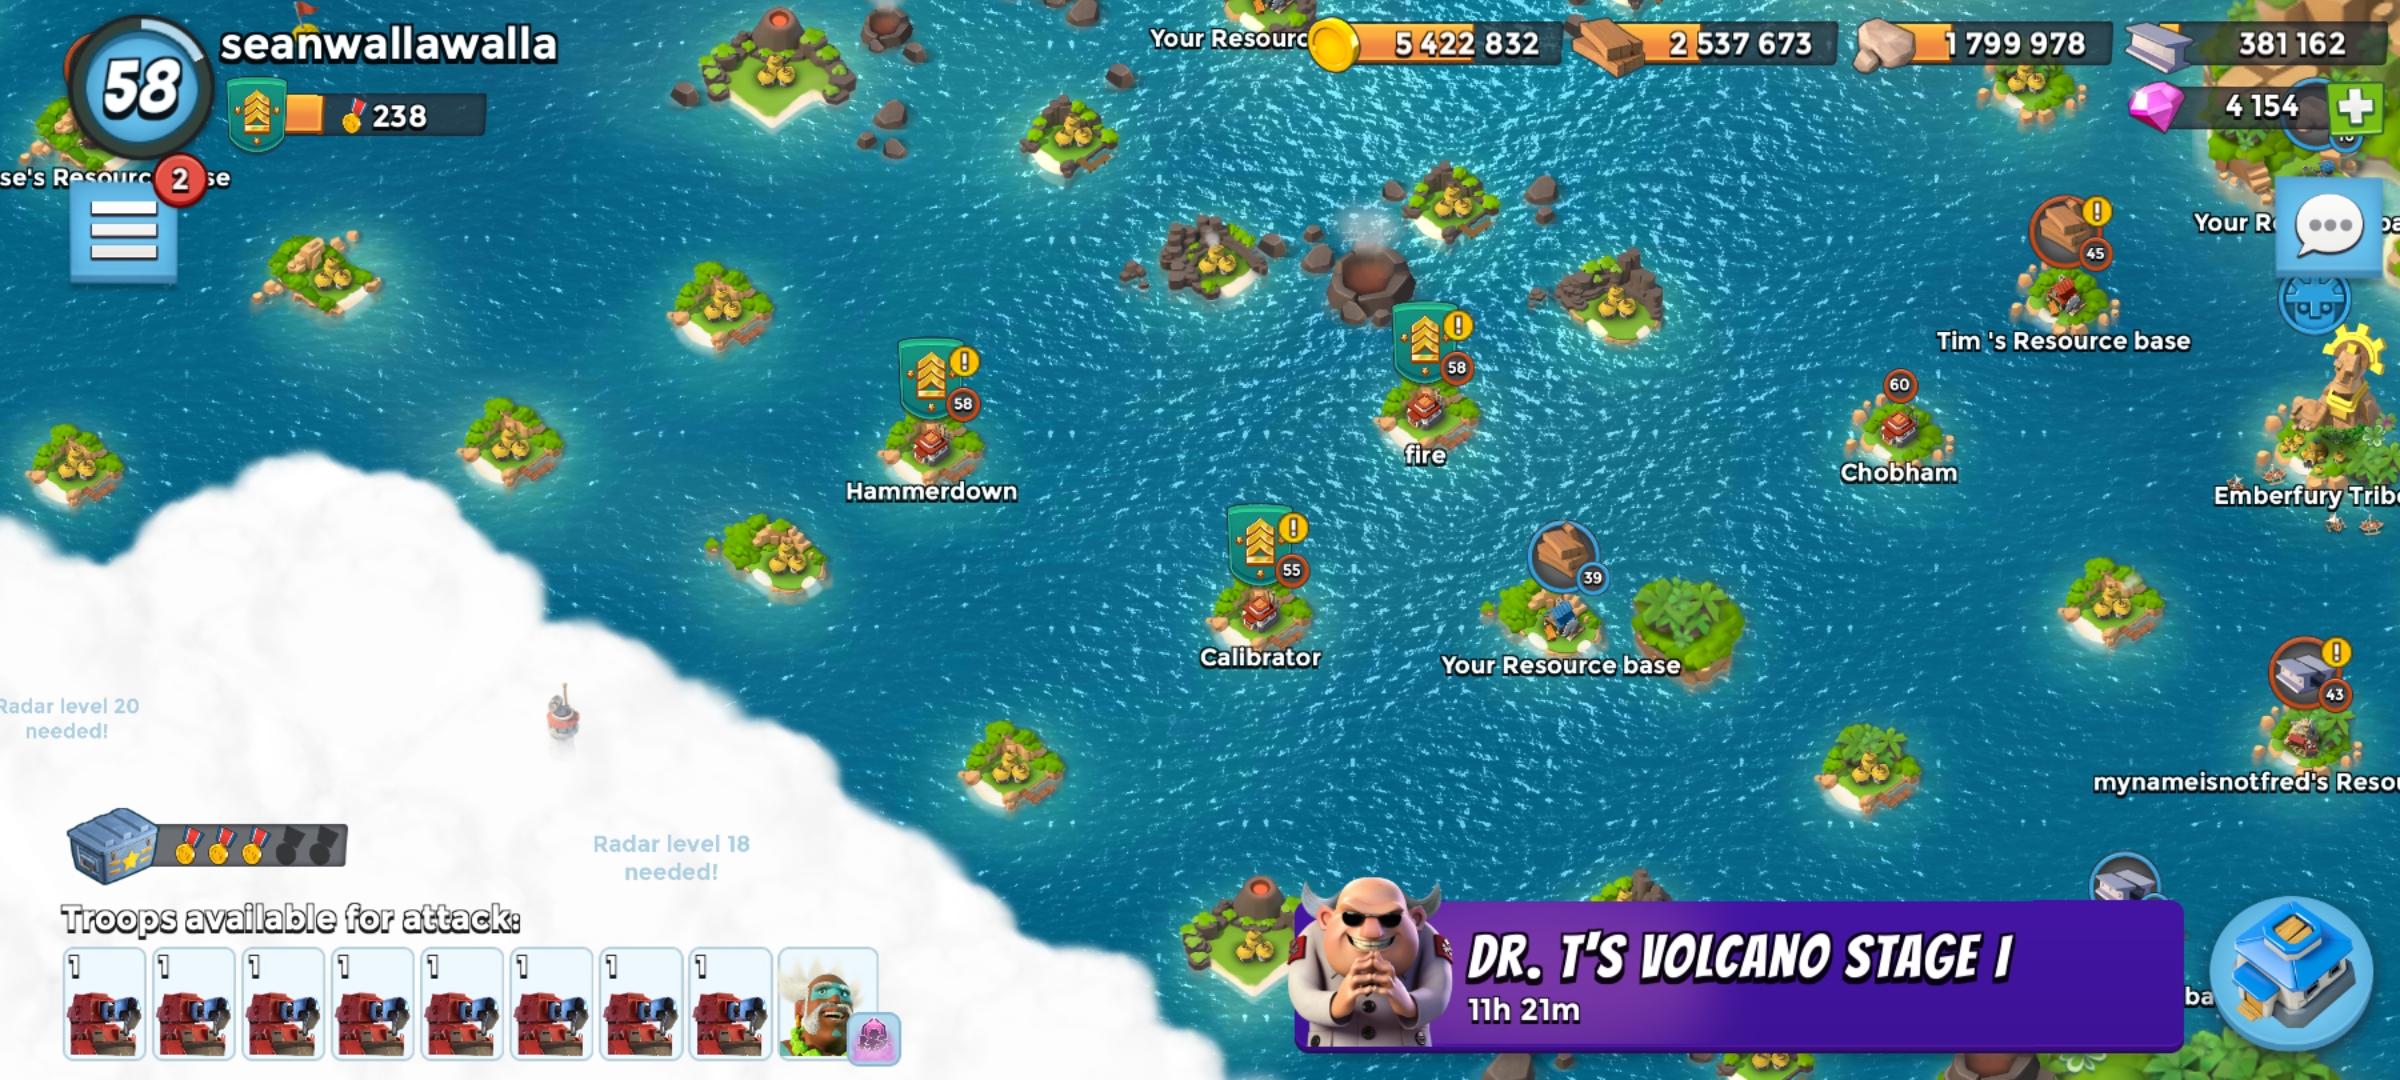 58
seanwallawalla
238
2
Your Resourc
5 422 832
2 537 673
1 799 978
381 162
4 154
se's Resourc se
Your R
45
Tim 's Resource base
58
Hammerdown
58
fire
60
Chobham
Emberfury Tribe
55
Calibrator
39
Your Resource base
43
mynameisnotfred's Resou
Radar level 20
needed!
Radar level 18
needed!
Troops available for attack:
1 1 1 1 1 1 1 1
DR. T'S VOLCANO STAGE I
11h 21m
ba